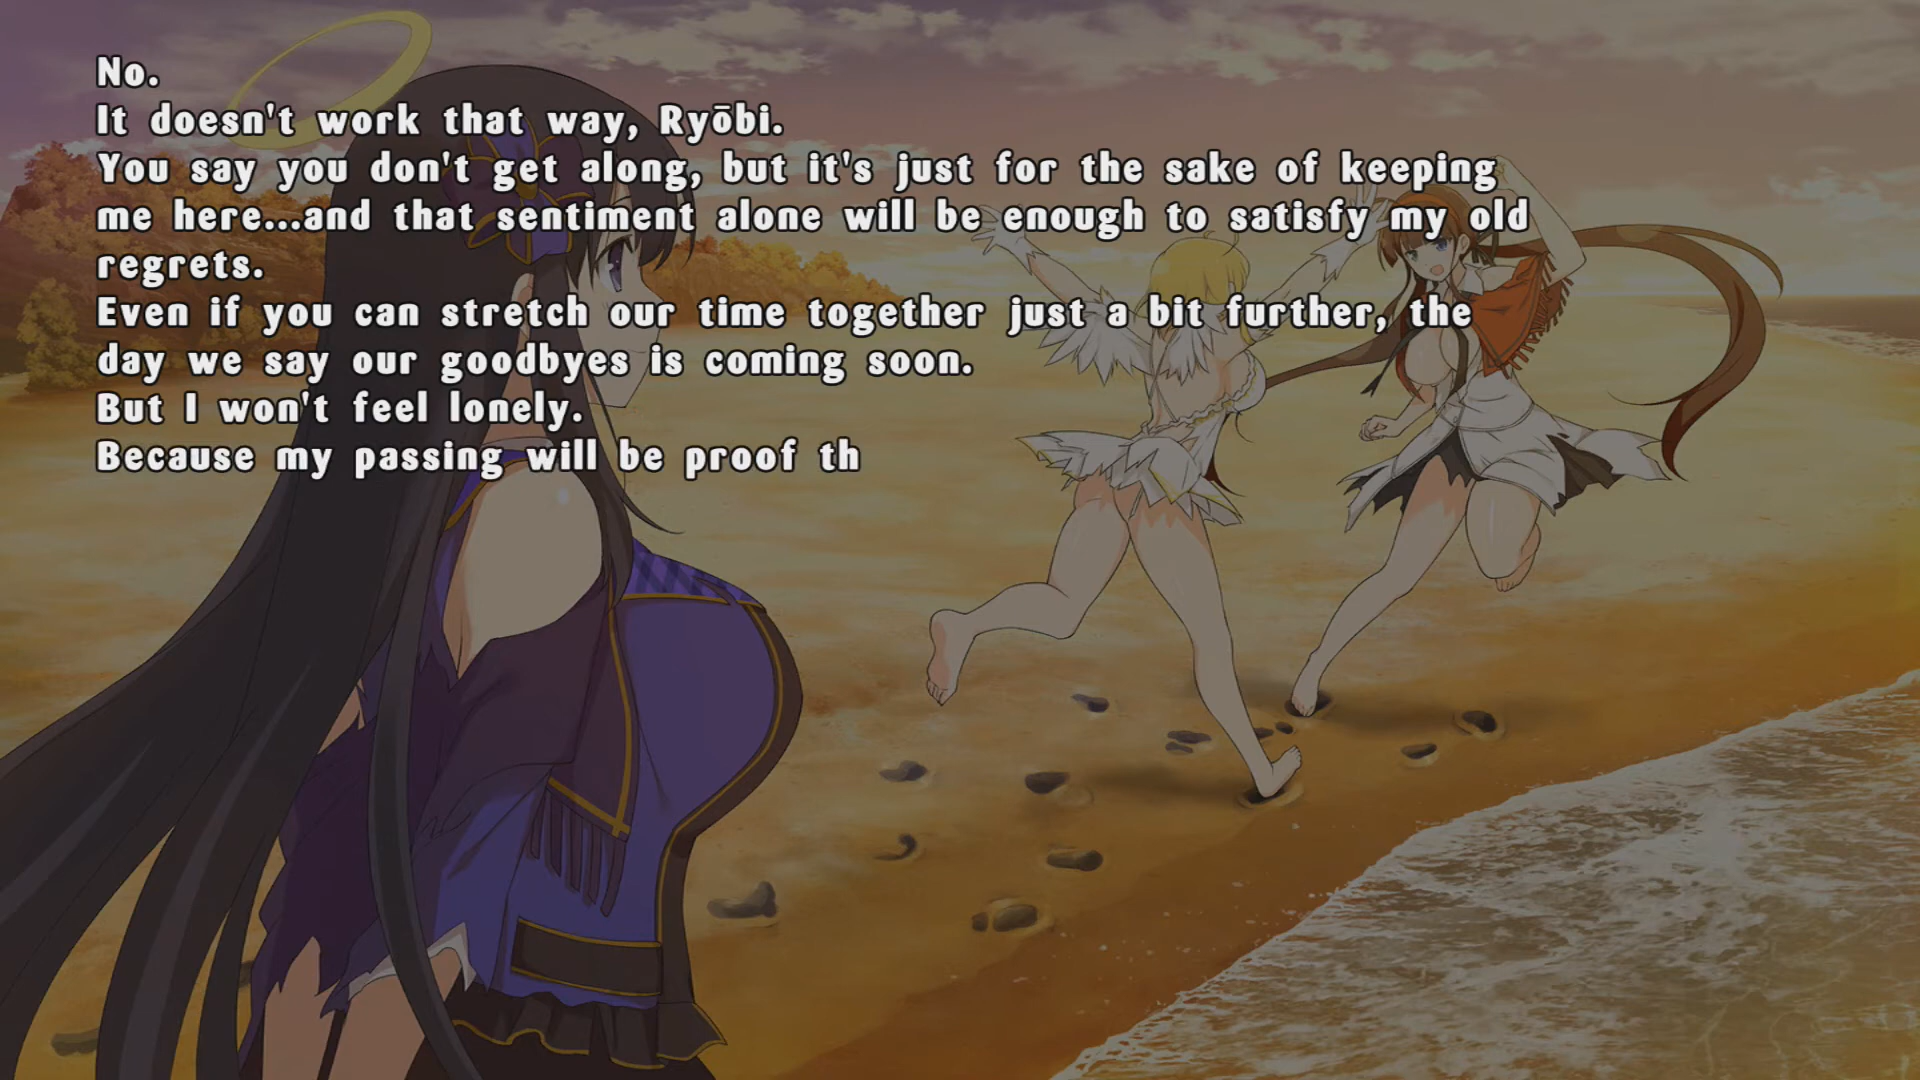 No.
It doesn't work that way, Ryōbi.
You say you don't get along, but it's just for the sake of keeping
me here...and that sentiment alone will be enough to satisfy my old
regrets.
Even if you can stretch our time together just a bit further, the
day we say our goodbyes is coming soon.
But I won't feel lonely.
Because my passing will be proof th